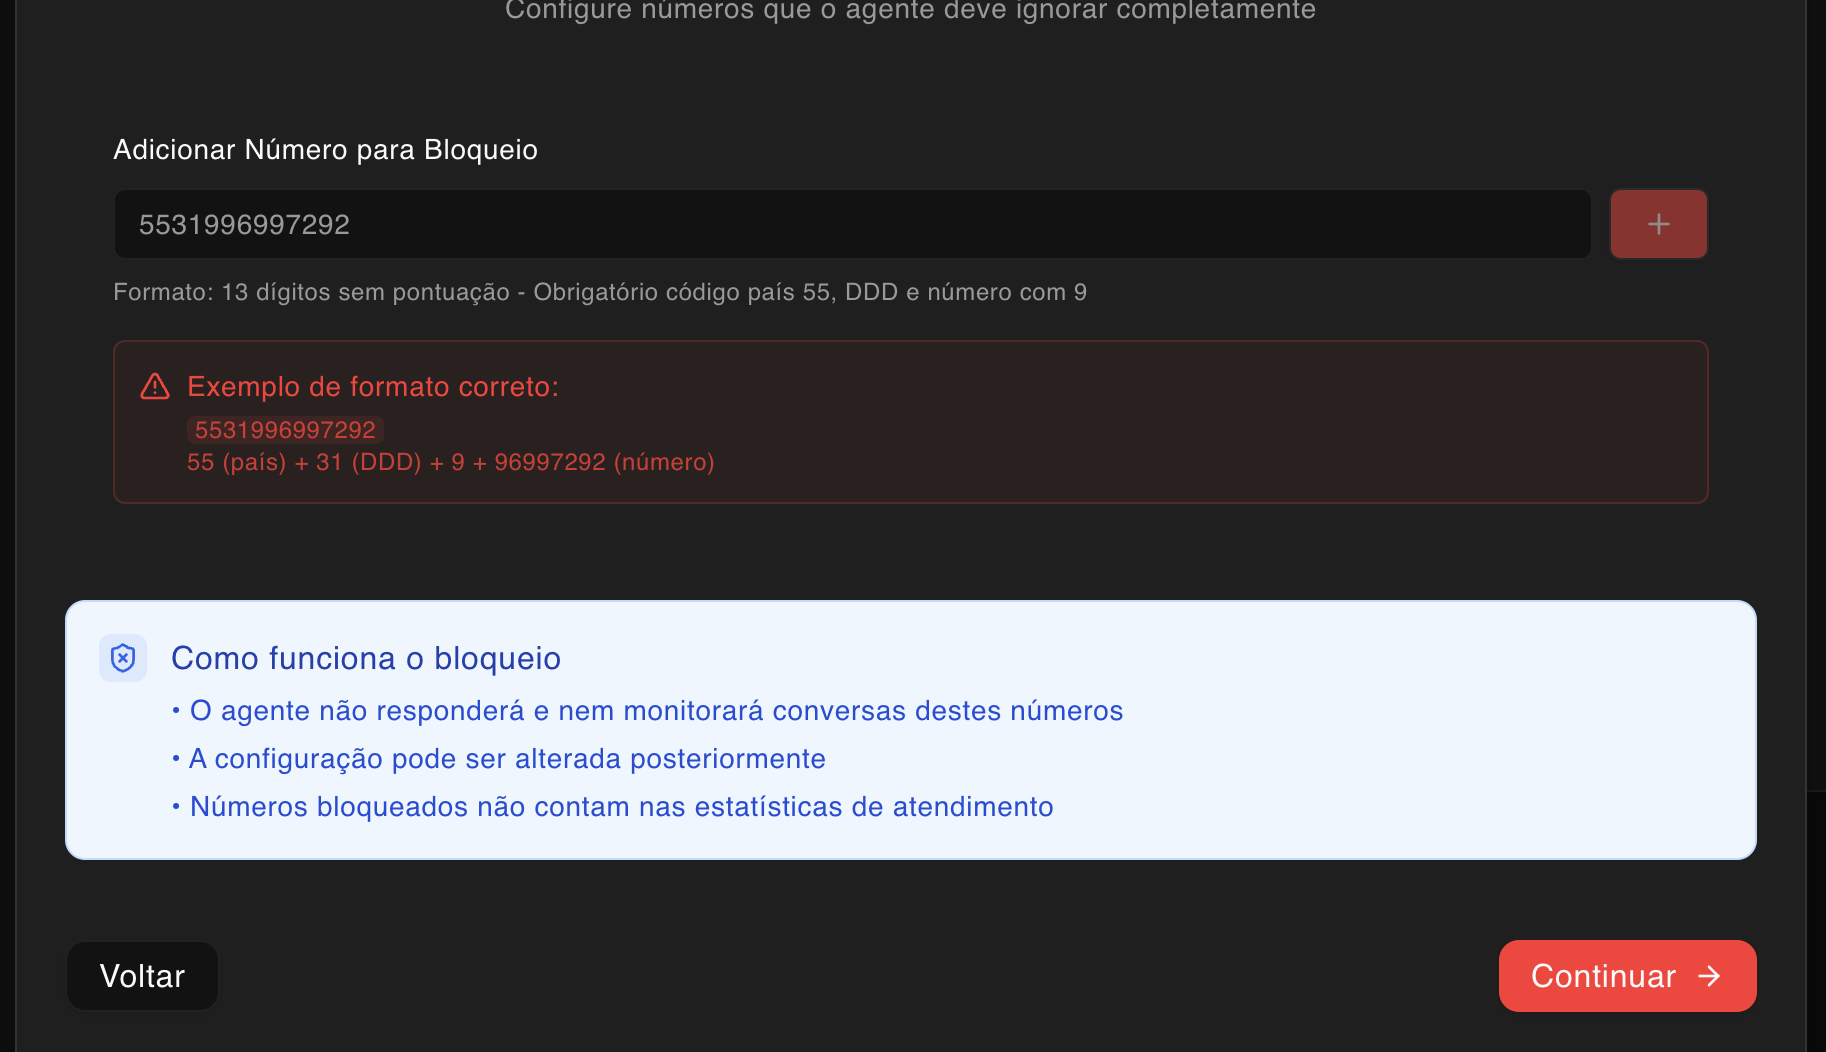 Configure números que o agente deve ignorar completamente
Adicionar Número para Bloqueio
5531996997292
+
Formato: 13 dígitos sem pontuação - Obrigatório código país 55, DDD e número com 9
Exemplo de formato correto:
5531996997292
55 (país) + 31 (DDD) + 9 + 96997292 (número)
Como funciona o bloqueio
• O agente não responderá e nem monitorará conversas destes números
• A configuração pode ser alterada posteriormente
• Números bloqueados não contam nas estatísticas de atendimento
Voltar
Continuar →